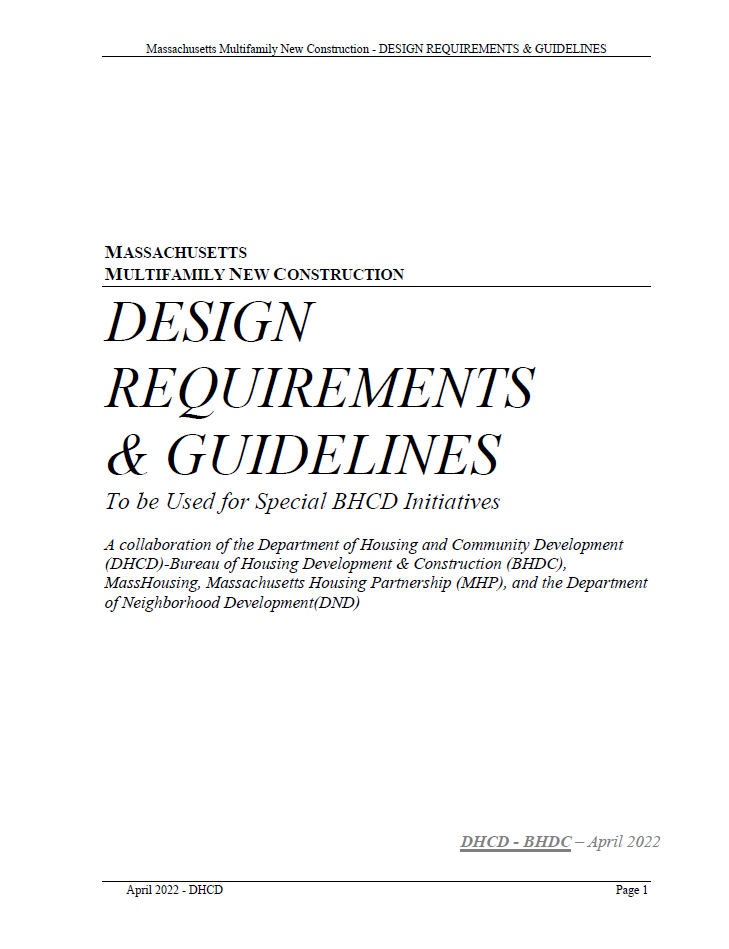 Massachusetts Multifamily New Construction - DESIGN REQUIREMENTS & GUIDELINES
MASSACHUSETTS
MULTIFAMILY NEW CONSTRUCTION
DESIGN
REQUIREMENTS
& GUIDELINES
To be Used for Special BHCD Initiatives
A collaboration of the Department of Housing and Community Development
(DHCD)-Bureau of Housing Development & Construction (BHDC),
MassHousing, Massachusetts Housing Partnership (MHP), and the Department
of Neighborhood Development(DND)
DHCD - BHDC – April 2022
April 2022 - DHCD Page 1